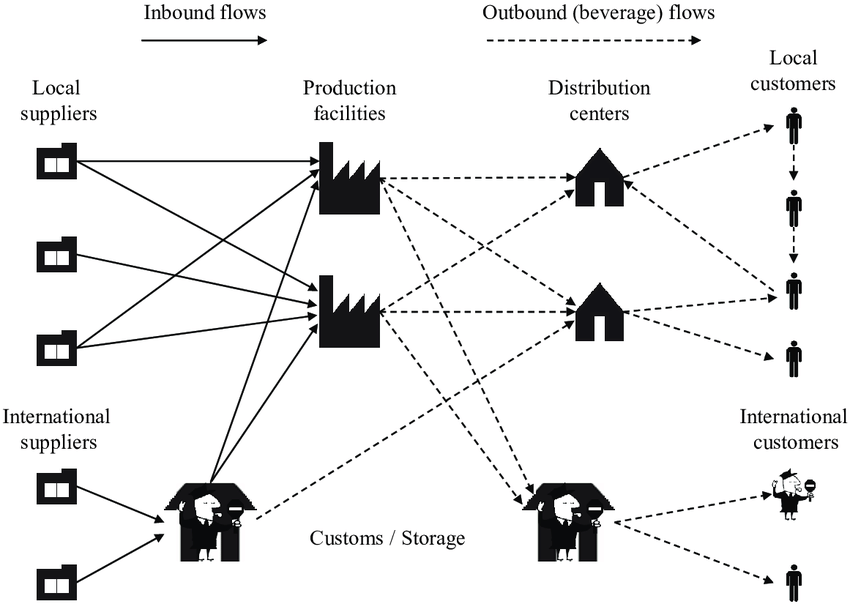 Inbound flows
Outbound (beverage) flows
Local
suppliers
Production
facilities
Distribution
centers
Local
customers
International
suppliers
International
customers
Customs / Storage